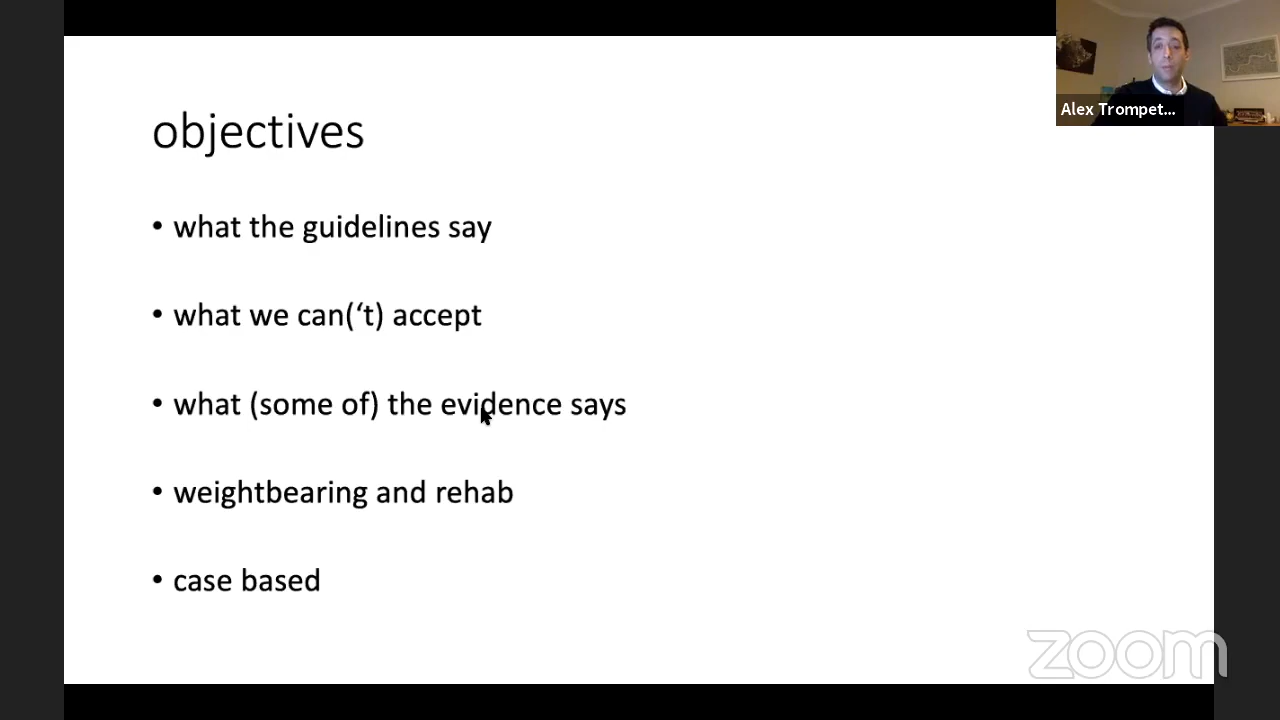 Alex Trompet...
objectives
• what the guidelines say
• what we can(‘t) accept
• what (some of) the evidence says
• weightbearing and rehab
• case based
zoom